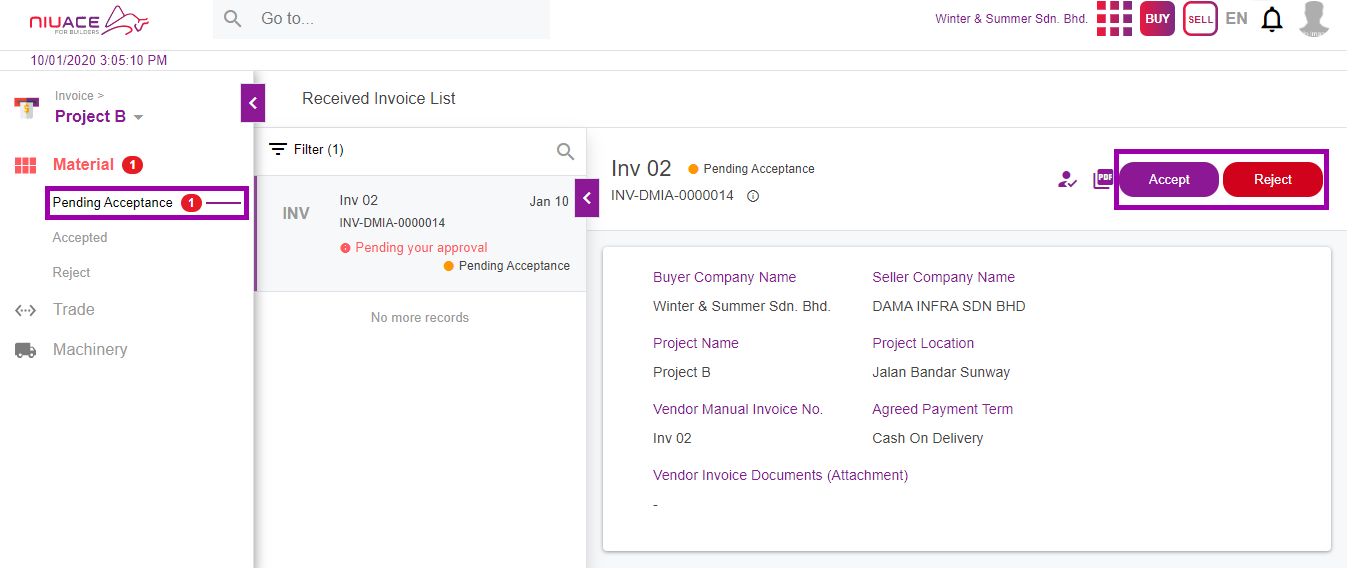 NIUACE
FOR BUILDERS
Go to...
Winter & Summer Sdn. Bhd.
BUY
SELL
EN
10/01/2020 3:05:10 PM
Invoice >
Project B
Material 1
Pending Acceptance 1
Accepted
Reject
Trade
Machinery
Received Invoice List
Filter (1)
INV
Inv 02
Jan 10
INV-DMIA-0000014
Pending your approval
Pending Acceptance
No more records
Inv 02 Pending Acceptance
INV-DMIA-0000014
PDF
Accept
Reject
Buyer Company Name Seller Company Name
Winter & Summer Sdn. Bhd. DAMA INFRA SDN BHD
Project Name Project Location
Project B Jalan Bandar Sunway
Vendor Manual Invoice No. Agreed Payment Term
Inv 02 Cash On Delivery
Vendor Invoice Documents (Attachment)
-